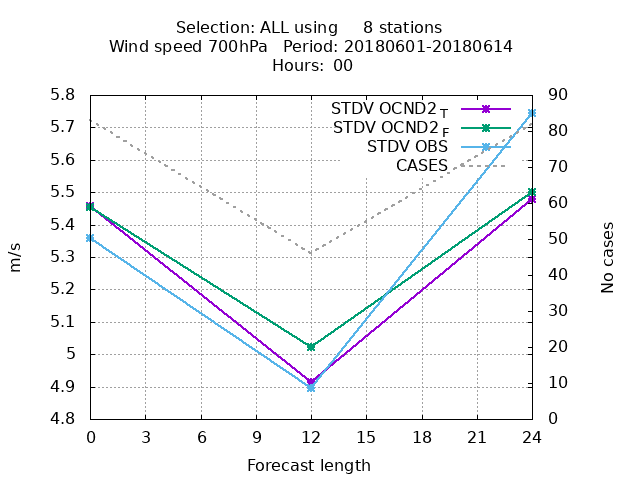 Selection: ALL using 8 stations
Wind speed 700hPa Period: 20180601-20180614
Hours: 00
STDV OCND2 T
STDV OCND2 F
STDV OBS
CASES
5.8
5.7
5.6
5.5
5.4
5.3
5.2
5.1
5
4.9
4.8
m/s
90
80
70
60
50
40
30
20
10
0
No cases
0 3 6 9 12 15 18 21 24
Forecast length